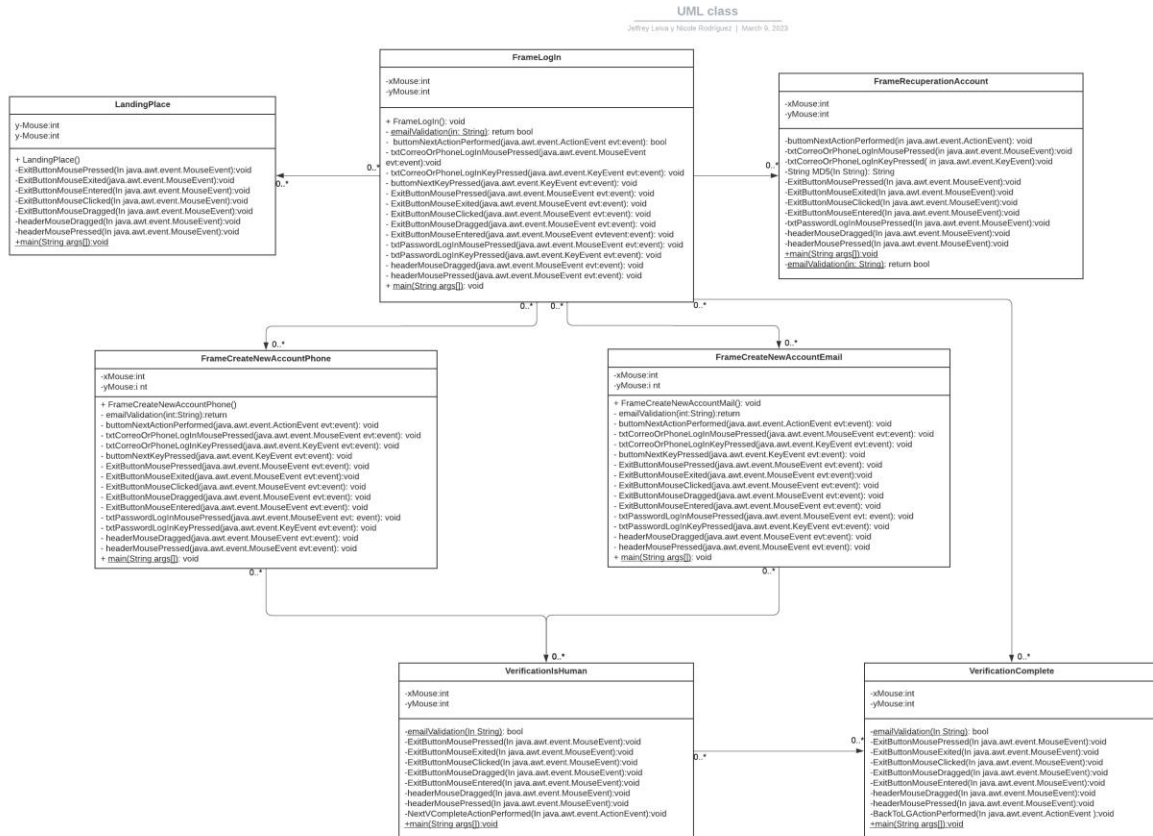 UML class
Jeffrey Leiva y Nicole Rodríguez | March 9, 2023
FrameLogIn
-xMouse:int
-yMouse:int
+ FrameLogIn(): void
- emailValidation(in: String): return bool
- buttomNextActionPerformed(java.awt.event.ActionEvent evt:event): bool
- txtCorreoOrPhoneLogInMousePressed(java.awt.event.MouseEvent
evt:event):void
- txtCorreoOrPhoneLogInKeyPressed(java.awt.event.KeyEvent evt:event): void
- buttomNextKeyPressed(java.awt.event.KeyEvent evt:event): void
- ExitButtonMousePressed(java.awt.event.MouseEvent evt:event): void
- ExitButtonMouseExited(java.awt.event.MouseEvent evt:event): void
- ExitButtonMouseClicked(java.awt.event.MouseEvent evt:event): void
- ExitButtonMouseDragged(java.awt.event.MouseEvent evt:event): void
- ExitButtonMouseEntered(java.awt.event.MouseEvent evtevent:event): void
- txtPasswordLogInMousePressed(java.awt.event.MouseEvent evt:event): void
- txtPasswordLogInKeyPressed(java.awt.event.KeyEvent evt:event): void
- headerMouseDragged(java.awt.event.MouseEvent evt:event): void
- headerMousePressed(java.awt.event.MouseEvent evt:event): void
+ main(String args[]): void
LandingPlace
y-Mouse:int
y-Mouse:int
+ LandingPlace()
-ExitButtonMousePressed(In java.awt.event.MouseEvent):void
-ExitButtonMouseExited(java.awt.event.MouseEvent):void
-ExitButtonMouseEntered(In java.awt.event.MouseEvent):void
-ExitButtonMouseClicked(In java.awt.event.MouseEvent):void
-ExitButtonMouseDragged(In java.awt.event.MouseEvent):void
-headerMouseDragged(In java.awt.event.MouseEvent):void
-headerMousePressed(In java.awt.event.MouseEvent):void
+main(String args[]):void
0..*
0..*
FrameRecuperationAccount
-xMouse:int
-yMouse:int
-buttomNextActionPerformed(in java.awt.event.ActionEvent): void
-txtCorreoOrPhoneLogInMousePressed(in java.awt.event.MouseEvent):void
-txtCorreoOrPhoneLogInKeyPressed( in java.awt.event.KeyEvent):void
-String MD5(In String): String
-ExitButtonMousePressed(In java.awt.event.MouseEvent):void
-ExitButtonMouseExited(In java.awt.event.MouseEvent):void
-ExitButtonMouseClicked(In java.awt.event.MouseEvent):void
-ExitButtonMouseEntered(In java.awt.event.MouseEvent):void
-txtPasswordLogInMousePressed(In java.awt.event.MouseEvent):void
-headerMouseDragged(In java.awt.event.MouseEvent):void
-headerMousePressed(In java.awt.event.MouseEvent):void
+main(String args[]):void
-emailValidation(in: String): return bool
0..*
0..*
0..*
0..*
0..*
0..*
FrameCreateNewAccountPhone
-xMouse:int
-yMouse:i nt
+ FrameCreateNewAccountPhone()
- emailValidation(int:String):return
- buttomNextActionPerformed(java.awt.event.ActionEvent evt:event): void
- txtCorreoOrPhoneLogInMousePressed(java.awt.event.MouseEvent evt:event): void
- txtCorreoOrPhoneLogInKeyPressed(java.awt.event.KeyEvent evt:event): void
- buttomNextKeyPressed(java.awt.event.KeyEvent evt:event): void
- ExitButtonMousePressed(java.awt.event.MouseEvent evt:event): void
- ExitButtonMouseExited(java.awt.event.MouseEvent evt:event):void
- ExitButtonMouseClicked(java.awt.event.MouseEvent evt:event): void
- ExitButtonMouseDragged(java.awt.event.MouseEvent evt:event): void
- ExitButtonMouseEntered(java.awt.event.MouseEvent evt:event): void
- txtPasswordLogInMousePressed(java.awt.event.MouseEvent evt: event): void
- txtPasswordLogInKeyPressed(java.awt.event.KeyEvent evt:event): void
- headerMouseDragged(java.awt.event.MouseEvent evt:event): void
- headerMousePressed(java.awt.event.MouseEvent evt:event): void
+ main(String args[]): void
0..*
FrameCreateNewAccountEmail
-xMouse:int
-yMouse:i nt
+ FrameCreateNewAccountMail(): void
- emailValidation(int:String):return
- buttomNextActionPerformed(java.awt.event.ActionEvent evt:event): void
- txtCorreoOrPhoneLogInMousePressed(java.awt.event.MouseEvent evt:event): void
- txtCorreoOrPhoneLogInKeyPressed(java.awt.event.KeyEvent evt:event): void
- buttomNextKeyPressed(java.awt.event.KeyEvent evt:event): void
- ExitButtonMousePressed(java.awt.event.MouseEvent evt:event): void
- ExitButtonMouseExited(java.awt.event.MouseEvent evt:event): void
- ExitButtonMouseClicked(java.awt.event.MouseEvent evt:event): void
- ExitButtonMouseDragged(java.awt.event.MouseEvent evt:event): void
- ExitButtonMouseEntered(java.awt.event.MouseEvent evt:event): void
- txtPasswordLogInMousePressed(java.awt.event.MouseEvent evt: event): void
- txtPasswordLogInKeyPressed(java.awt.event.KeyEvent evt:event): void
- headerMouseDragged(java.awt.event.MouseEvent evt:event): void
- headerMousePressed(java.awt.event.MouseEvent evt:event): void
+ main(String args[]): void
0..*
0..*
0..*
VerificationIsHuman
-xMouse:int
-yMouse:int
-emailValidation(In String): bool
-ExitButtonMousePressed(In java.awt.event.MouseEvent):void
-ExitButtonMouseExited(In java.awt.event.MouseEvent):void
-ExitButtonMouseClicked(In java.awt.event.MouseEvent):void
-ExitButtonMouseDragged(In java.awt.event.MouseEvent):void
-ExitButtonMouseEntered(In java.awt.event.MouseEvent):void
-headerMouseDragged(In java.awt.event.MouseEvent):void
-headerMousePressed(In java.awt.event.MouseEvent):void
-NextVCompleteActionPerformed(In java.awt.event.ActionEvent):void
+main(String args[]):void
0..*
0..*
VerificationComplete
-xMouse:int
-yMouse:int
-emailValidation(In String): bool
-ExitButtonMousePressed(In java.awt.event.MouseEvent):void
-ExitButtonMouseExited(In java.awt.event.MouseEvent):void
-ExitButtonMouseClicked(In java.awt.event.MouseEvent):void
-ExitButtonMouseDragged(In java.awt.event.MouseEvent):void
-ExitButtonMouseEntered(In java.awt.event.MouseEvent):void
-headerMouseDragged(In java.awt.event.MouseEvent):void
-headerMousePressed(In java.awt.event.MouseEvent):void
-BackToLGActionPerformed(In java.awt.event.ActionEvent ):void
+main(String args[]):void